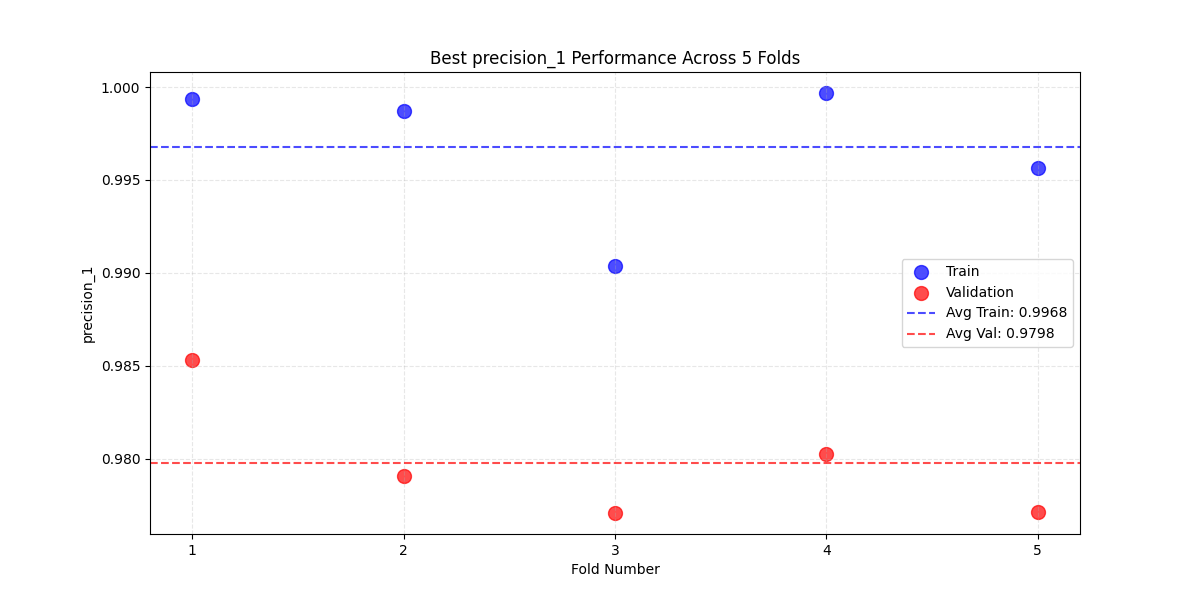 Best precision_1 Performance Across 5 Folds
1.000
0.995
0.990
0.985
0.980
precision_1
Train
Validation
Avg Train: 0.9968
Avg Val: 0.9798
1 2 3 4 5
Fold Number